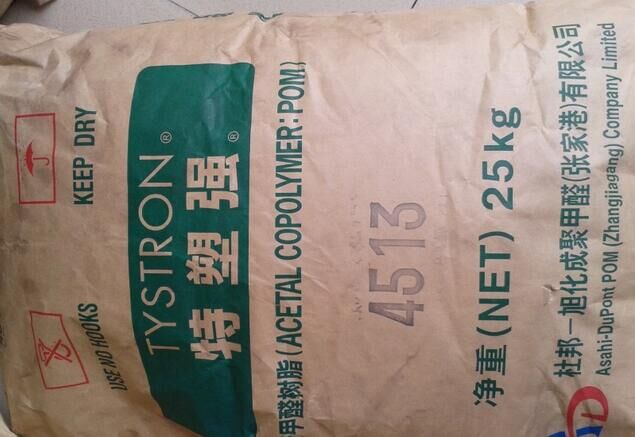 KEEP DRY
USE NO HOOKS
TYSTRON®
特塑强®
甲醛树脂(ACETAL COPOLYMER:POM)
4513
净重(NET) 25kg
杜邦－旭化成聚甲醛(张家港)有限公司
Asahi-DuPont POM (Zhangjiagang) Company Limited